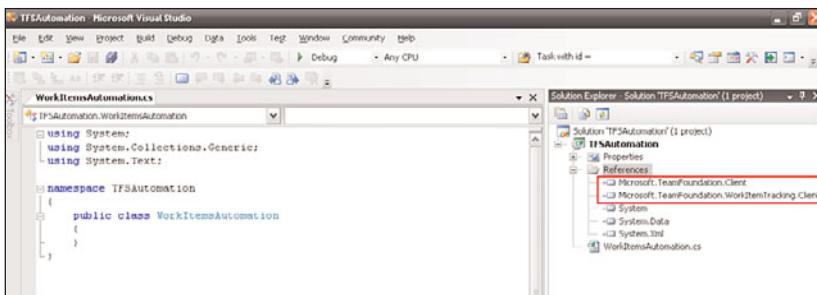 TFSAutomation - Microsoft Visual Studio
File Edit View Project Build Debug Data Tools Test Window Community Help
Debug Any CPU Task with id =
WorkItemsAutomation.cs
TFSAutomation.WorkItemsAutomation
using System;
using System.Collections.Generic;
using System.Text;
namespace TFSAutomation
{
public class WorkItemsAutomation
{
}
}
Toolbox
Solution Explorer - Solution 'TFSAutomation' (1 project)
Solution 'TFSAutomation' (1 project)
TFSAutomation
Properties
References
Microsoft.TeamFoundation.Client
Microsoft.TeamFoundation.WorkItemTracking.Client
System
System.Data
System.Xml
WorkItemsAutomation.cs